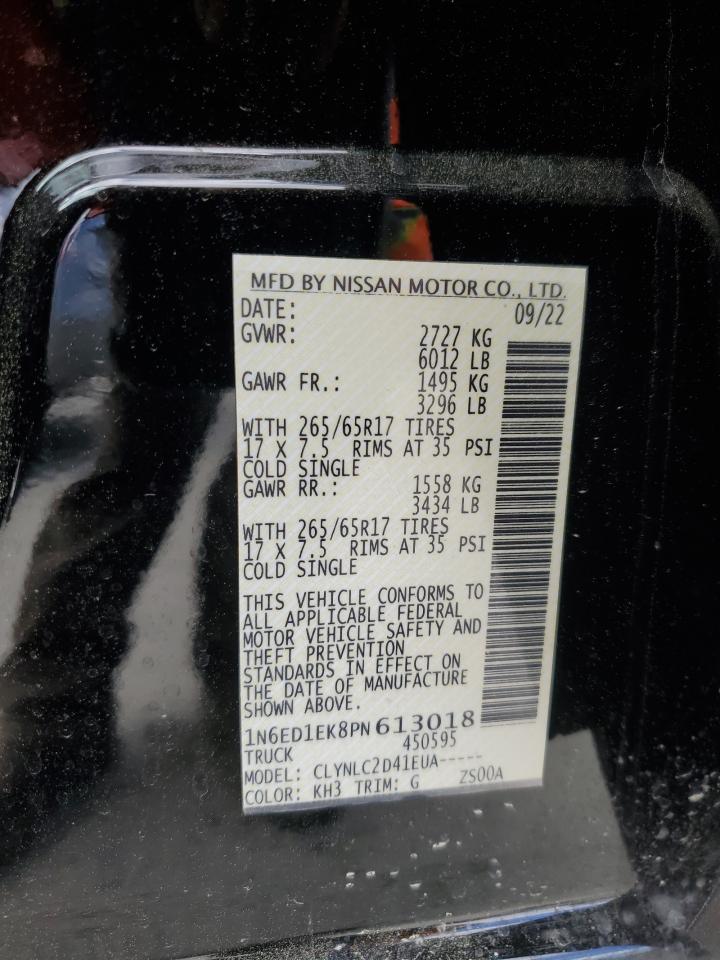 MFD BY NISSAN MOTOR CO., LTD.
DATE: 09/22
GVWR: 2727 KG
6012 LB
GAWR FR.: 1495 KG
3296 LB
WITH 265/65R17 TIRES
17 X 7.5 RIMS AT 35 PSI
COLD SINGLE
GAWR RR.: 1558 KG
3434 LB
WITH 265/65R17 TIRES
17 X 7.5 RIMS AT 35 PSI
COLD SINGLE
THIS VEHICLE CONFORMS TO
ALL APPLICABLE FEDERAL
MOTOR VEHICLE SAFETY AND
THEFT PREVENTION
STANDARDS IN EFFECT ON
THE DATE OF MANUFACTURE
SHOWN ABOVE.
1N6ED1EK8PN613018
TRUCK 450595
MODEL: CLYNLC2D41EUA-----
COLOR: KH3 TRIM: G ZS00A